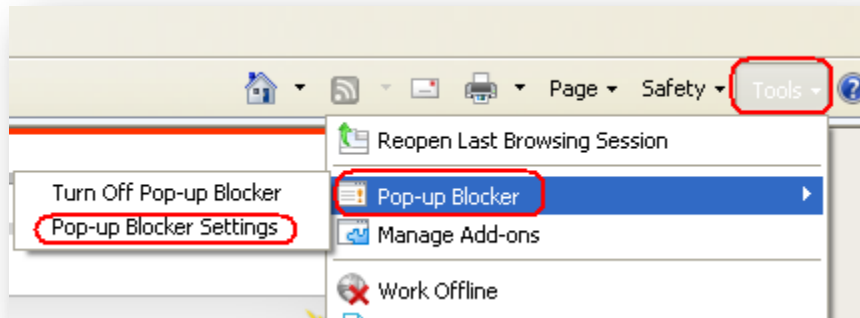 Page Safety Tools
Reopen Last Browsing Session
Turn Off Pop-up Blocker
Pop-up Blocker
Pop-up Blocker Settings
Manage Add-ons
Work Offline